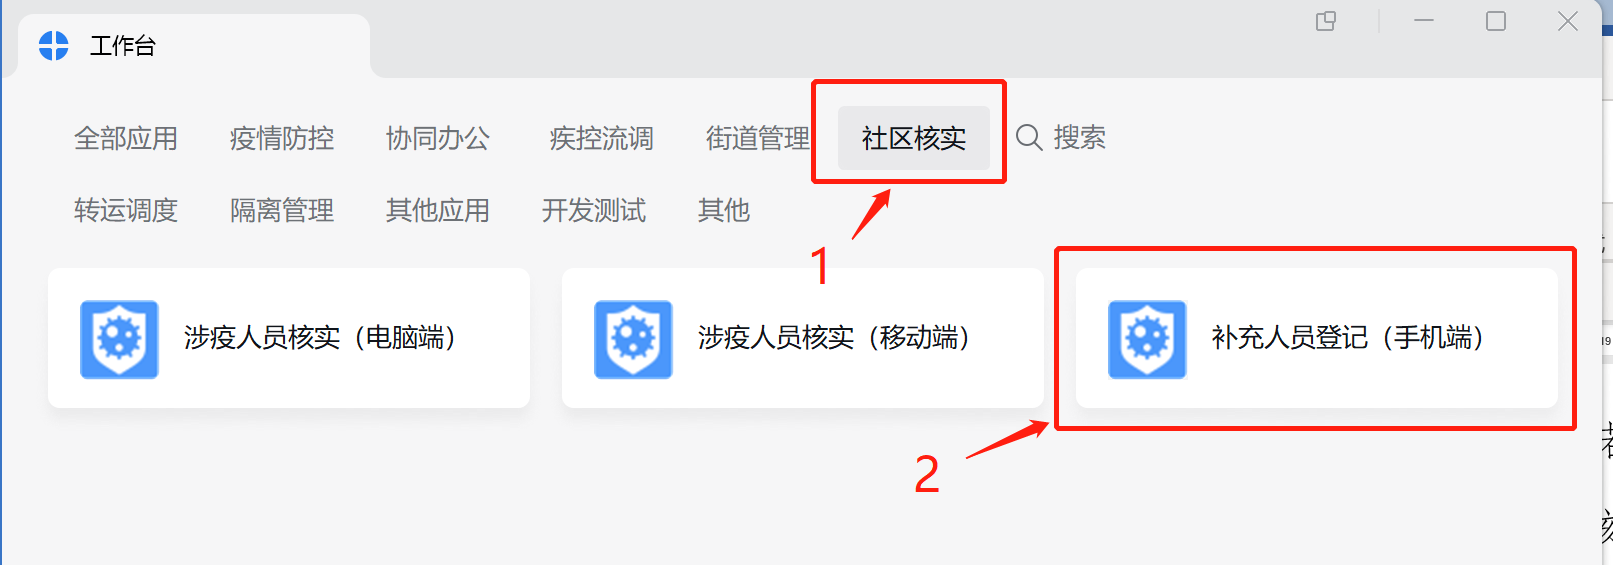 工作台
全部应用 疫情防控 协同办公 疾控流调 街道管理 社区核实 搜索
转运调度 隔离管理 其他应用 开发测试 其他
1
涉疫人员核实（电脑端） 涉疫人员核实（移动端） 补充人员登记（手机端）
2